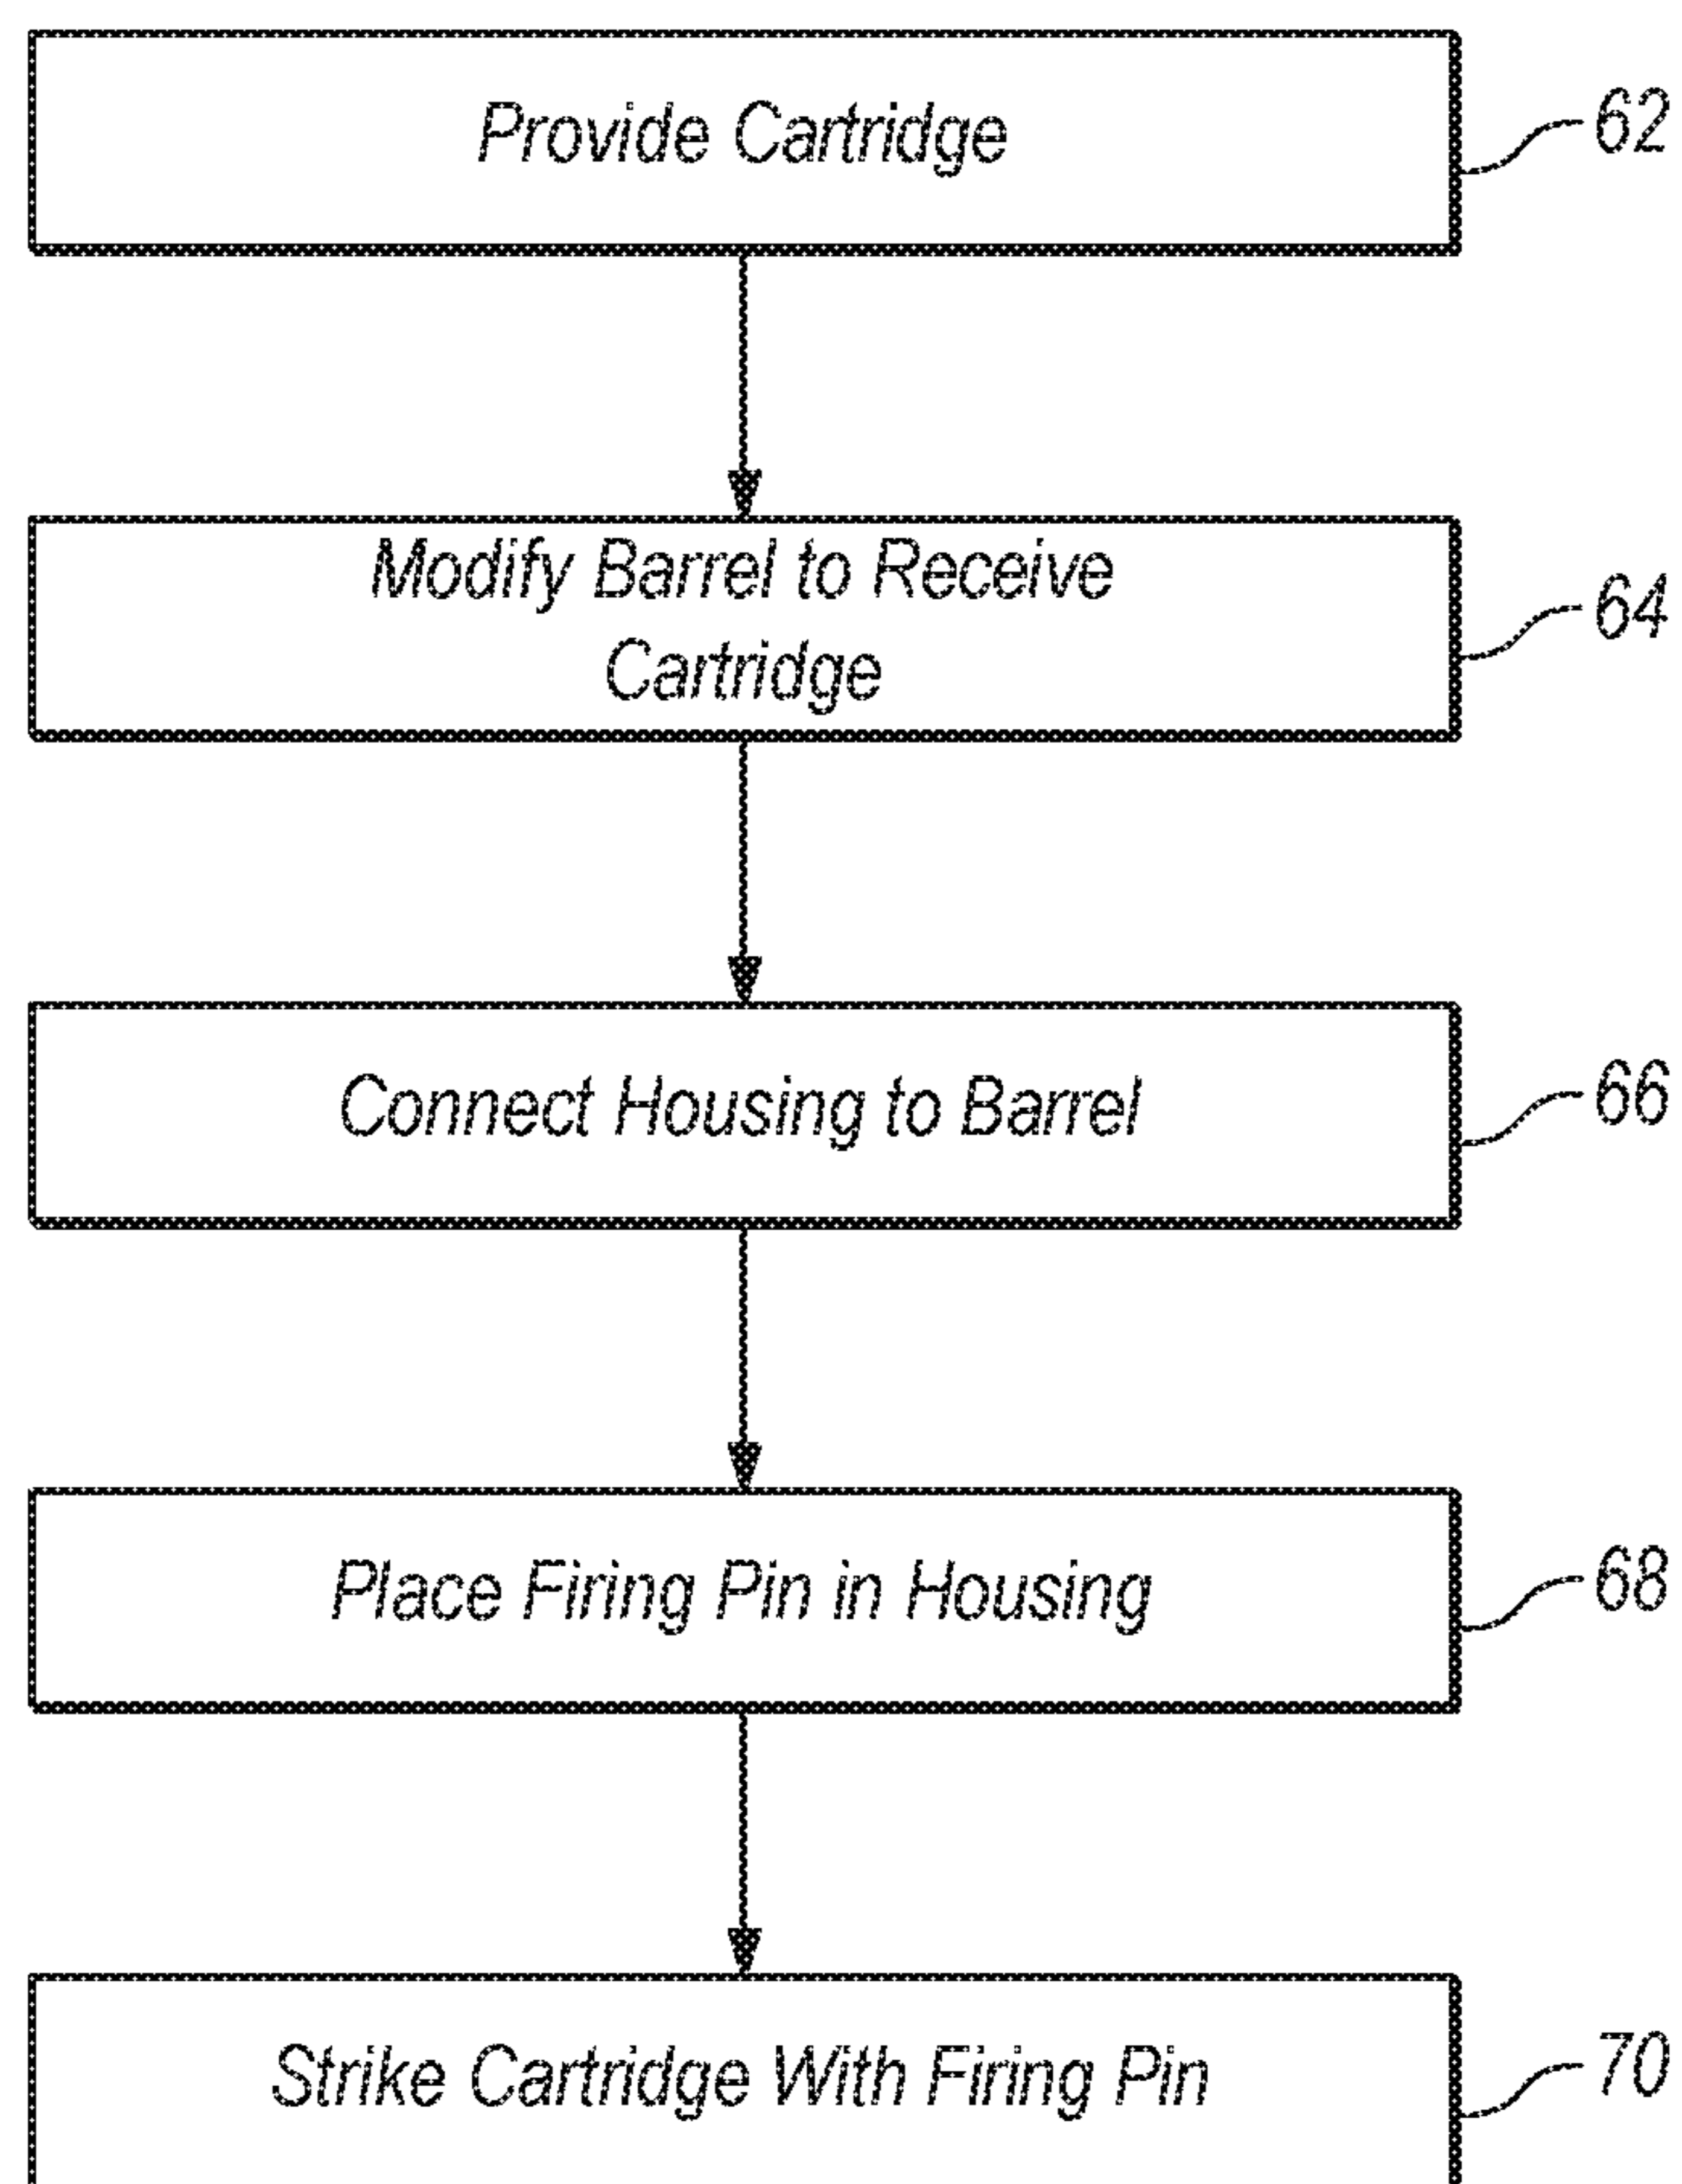 Provide Cartridge
62
Modify Barrel to Receive
Cartridge
64
Connect Housing to Barrel
66
Place Firing Pin in Housing
68
Strike Cartridge With Firing Pin
70